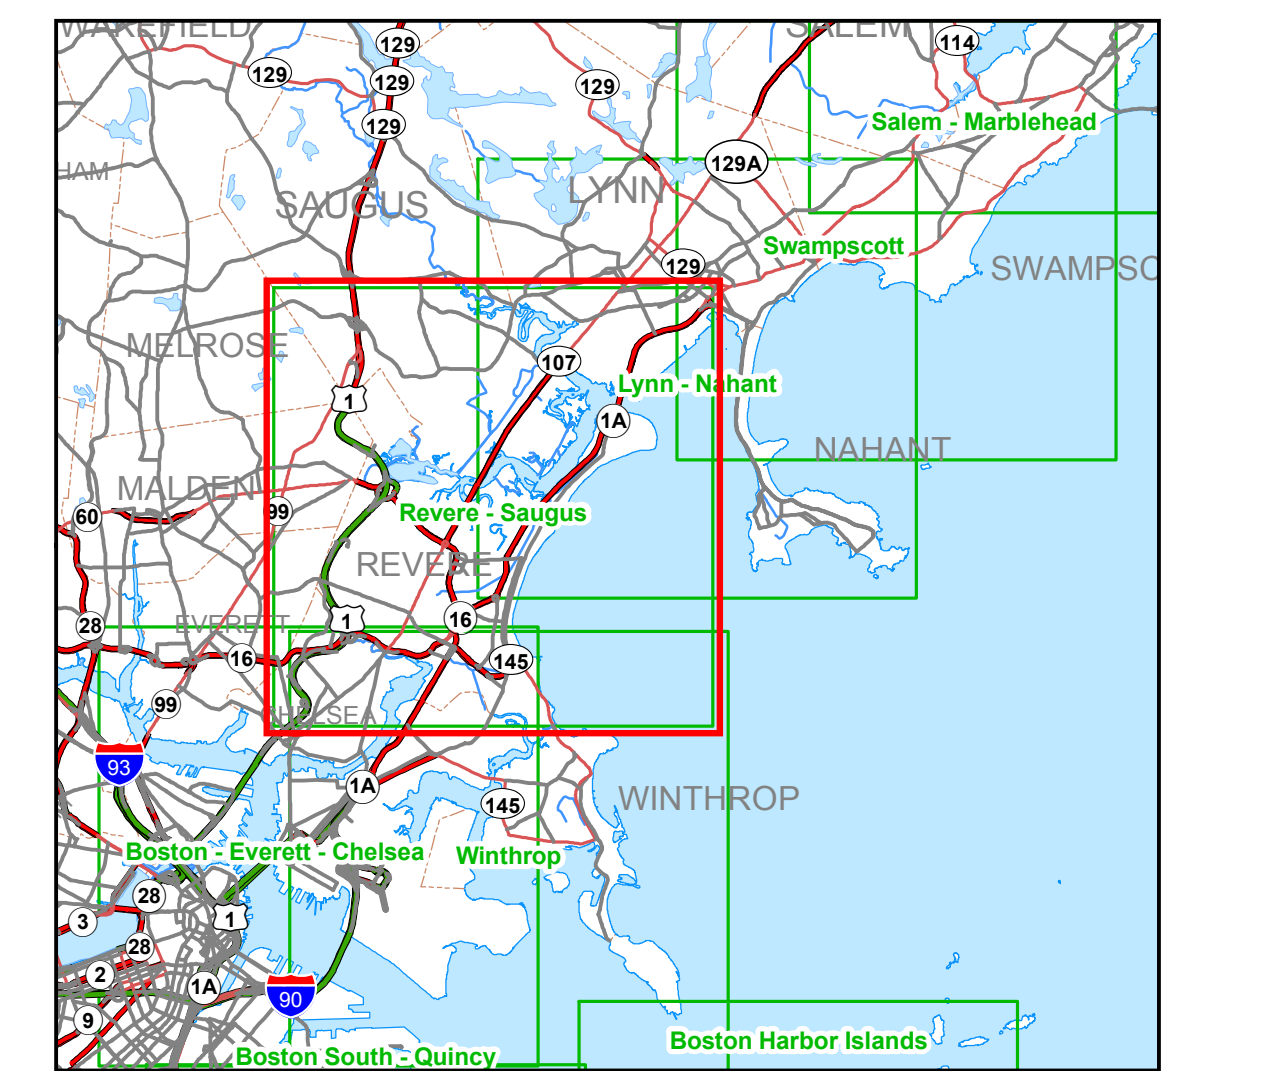 WAKEFIELD
SALEM
129
114
129
129
129
129
Salem - Marblehead
129A
HAM
LYNN
SAUGUS
Swampscott
129
SWAMPSC
MELROSE
107
Lynn - Nahant
1
1A
NAHANT
MALDEN
60
99
Revere - Saugus
REVERE
28
EVERETT
1
16
16
145
99
CHELSEA
93
1A
145
WINTHROP
Boston - Everett - Chelsea
Winthrop
28
3
1
28
2
1A
90
9
Boston Harbor Islands
Boston South - Quincy